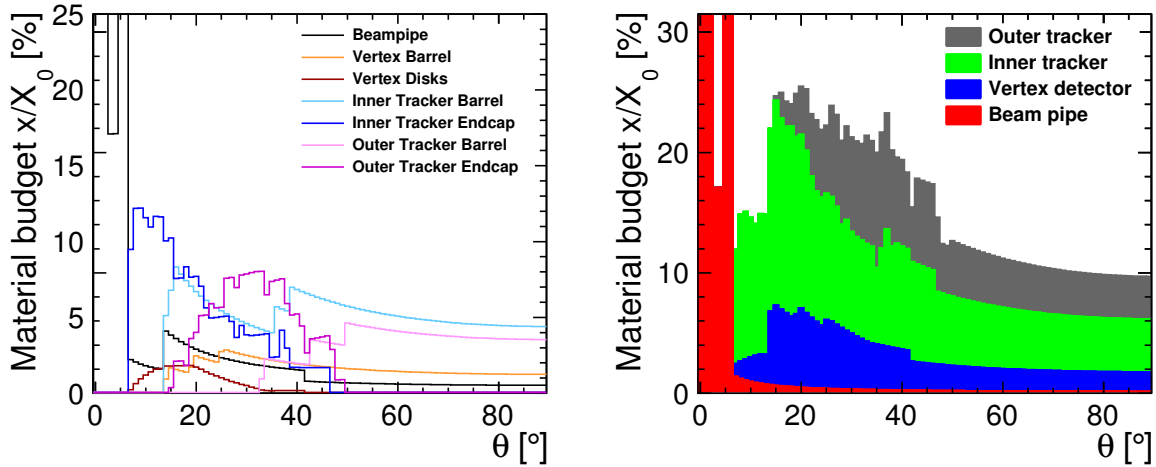 Material budget x/X0 [%]
25
20
15
10
5
0
Beampipe
Vertex Barrel
Vertex Disks
Inner Tracker Barrel
Inner Tracker Endcap
Outer Tracker Barrel
Outer Tracker Endcap
0 20 40 60 80
θ [°]
Material budget x/X0 [%]
30
20
10
0
Outer tracker
Inner tracker
Vertex detector
Beam pipe
0 20 40 60 80
θ [°]